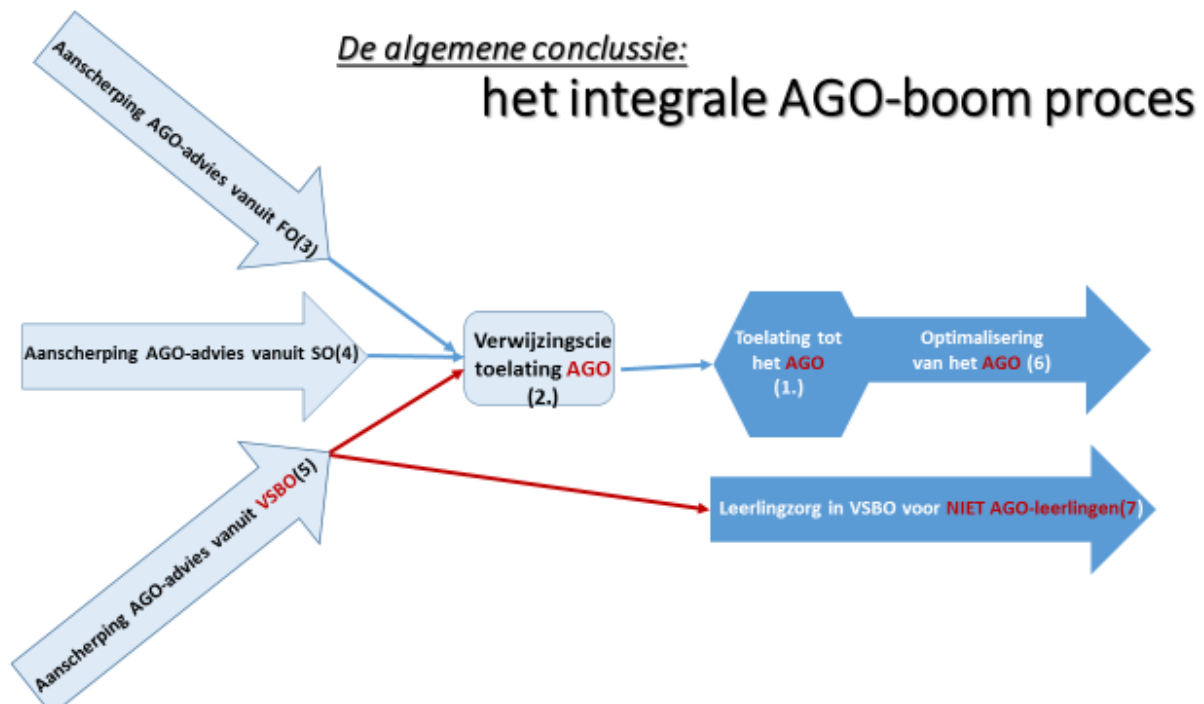 De algemene conclussie:
het integrale AGO-boom proces
Aanscherping AGO-advies vanuit FO(3)
Aanscherping AGO-advies vanuit SO(4)
Aanscherping AGO-advies vanuit VSBO(5)
Verwijzingscie
toelating AGO
(2.)
Toelating tot
het AGO
(1.)
Optimalisering
van het AGO (6)
Leerlingzorg in VSBO voor NIET AGO-leerlingen(7)